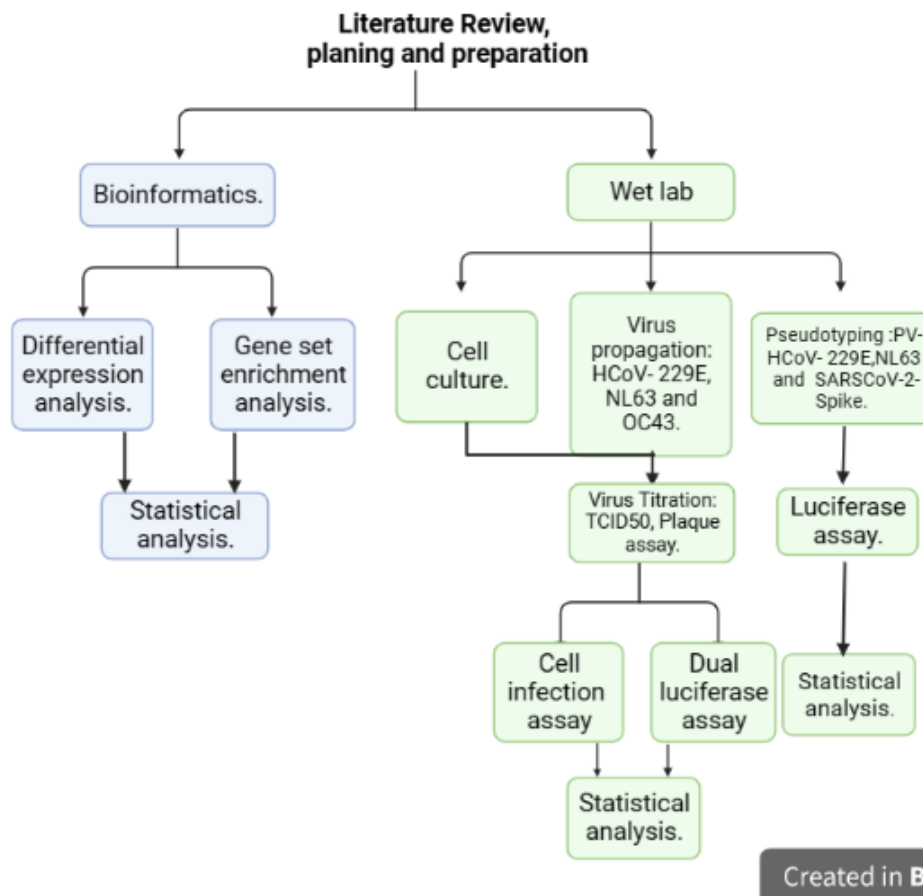 Literature Review,
planing and preparation
Bioinformatics.
Wet lab
Differential
expression
analysis.
Gene set
enrichment
analysis.
Statistical
analysis.
Cell
culture.
Virus
propagation:
HCoV- 229E,
NL63 and
OC43.
Pseudotyping :PV-
HCoV- 229E,NL63
and SARSCoV-2-
Spike.
Virus Titration:
TCID50, Plaque
assay.
Luciferase
assay.
Cell
infection
assay
Dual
luciferase
assay
Statistical
analysis.
Statistical
analysis.
Created in B